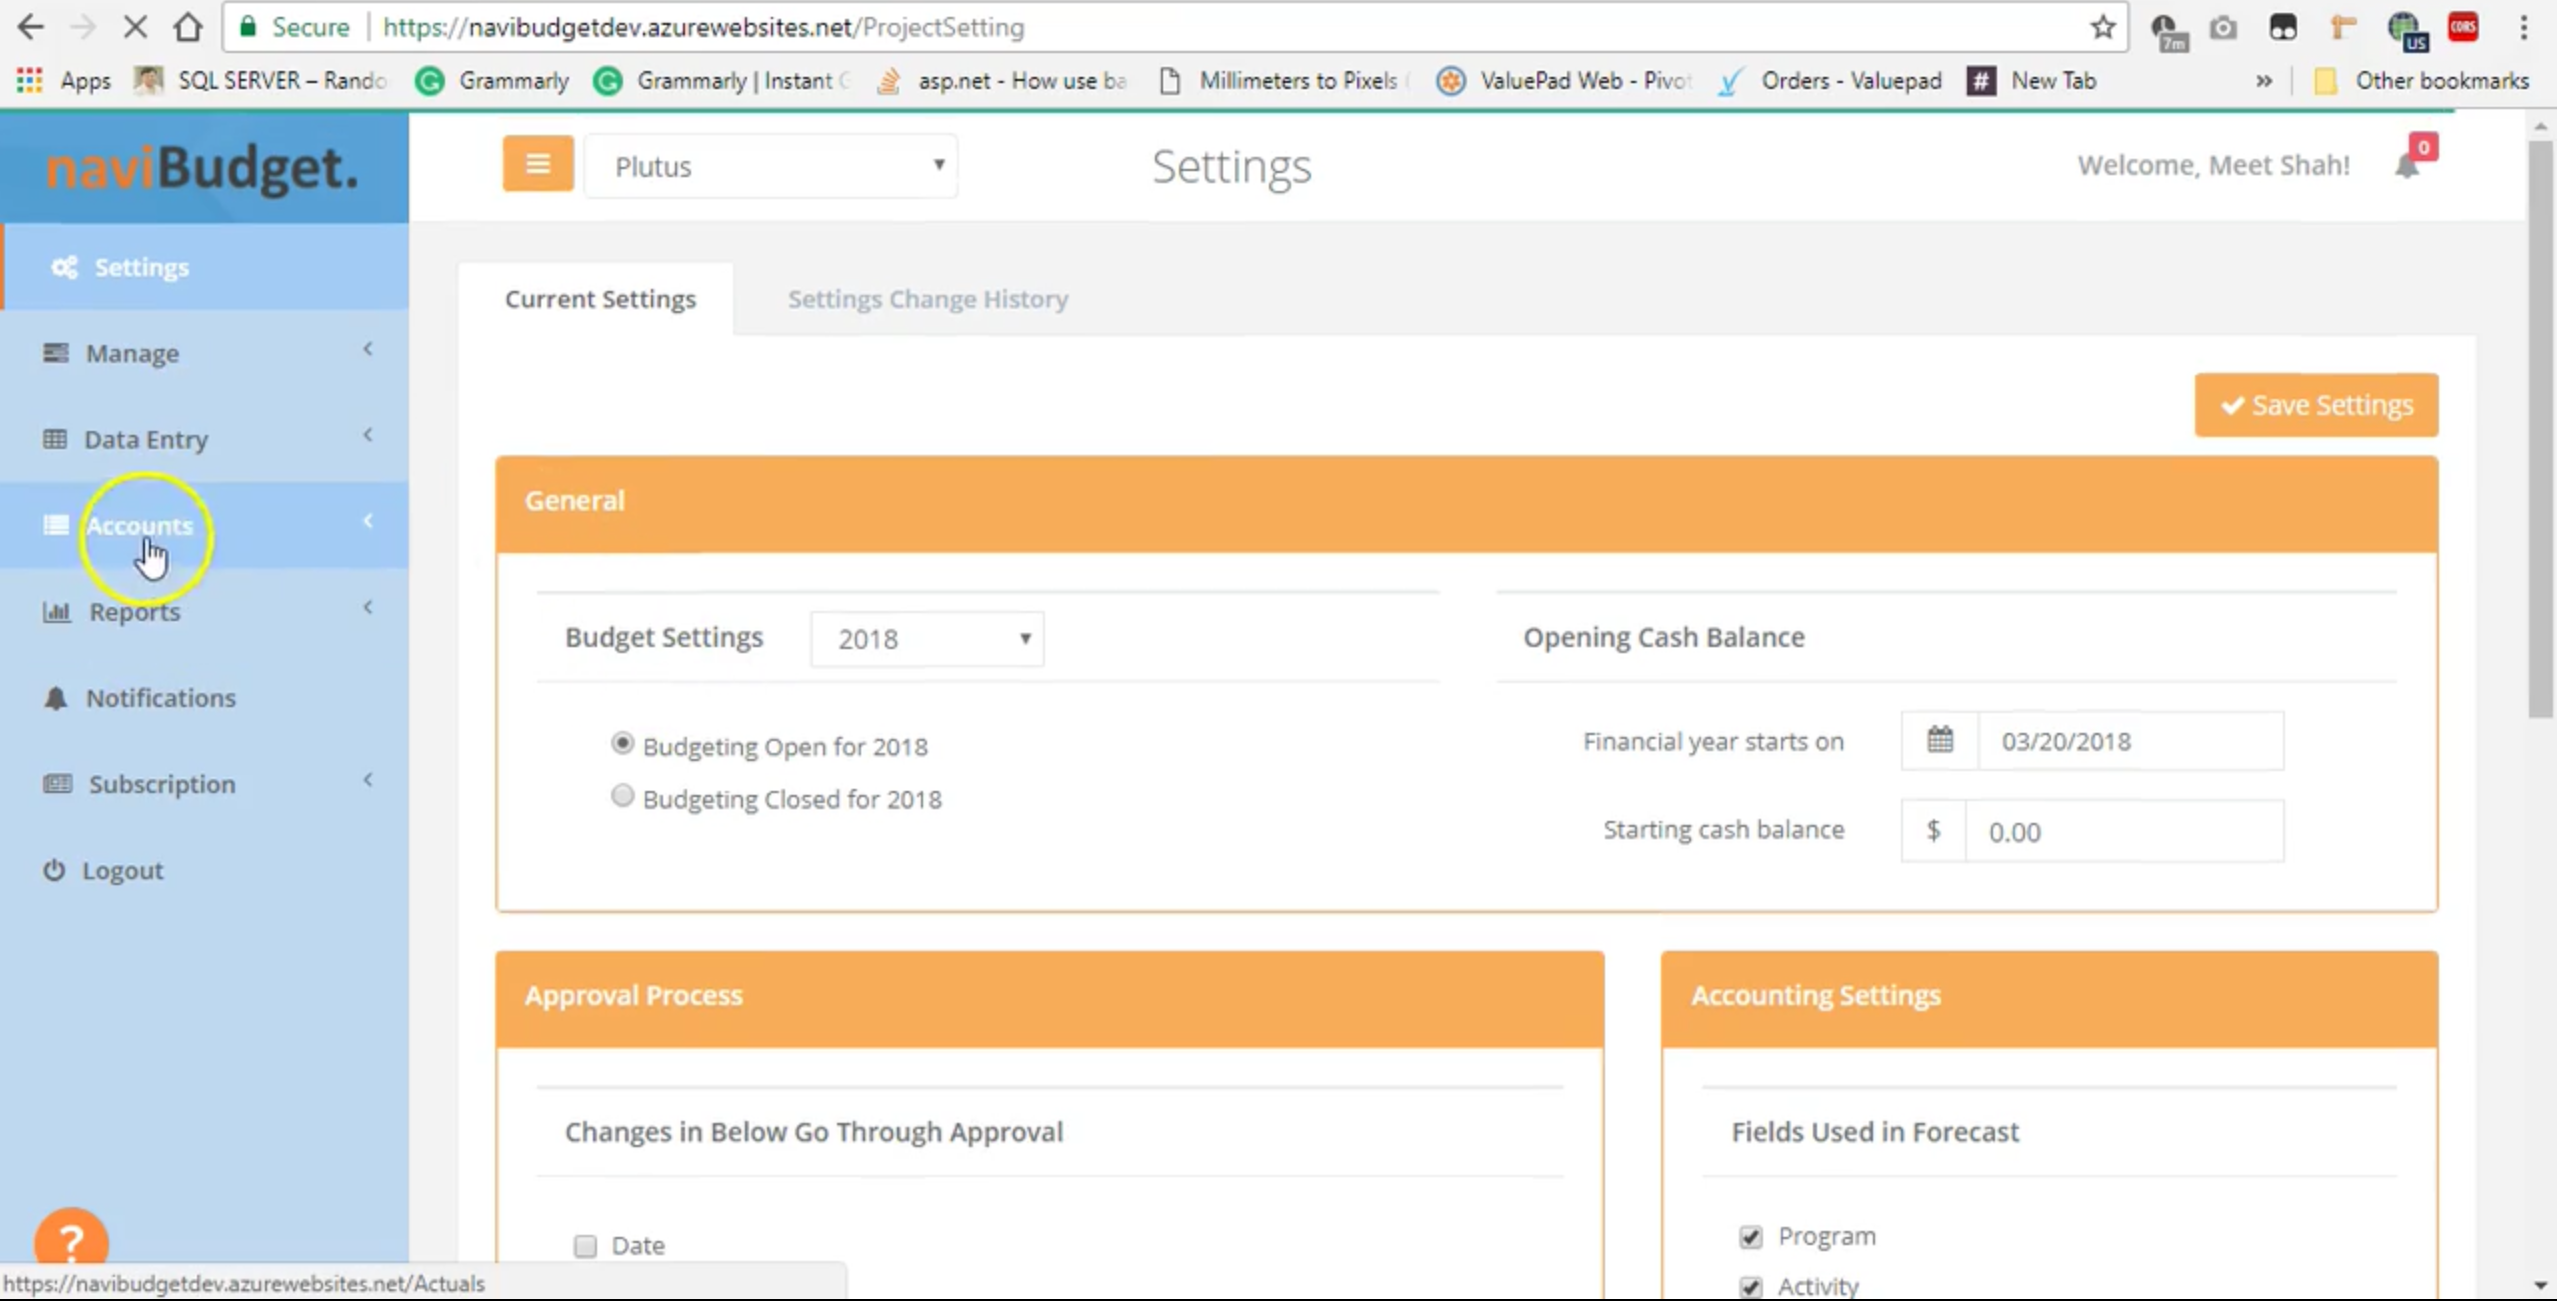 Secure | https://navibudgetdev.azurewebsites.net/ProjectSetting
7m
US
CORS
Apps
SQL SERVER – Rando
Grammarly
Grammarly | Instant
asp.net - How use ba
Millimeters to Pixels
ValuePad Web - Pivot
Orders - Valuepad
# New Tab
»
Other bookmarks
naviBudget.
Plutus
Settings
Welcome, Meet Shah!
0
Settings
Manage
Data Entry
Accounts
Reports
Notifications
Subscription
Logout
?
Current Settings
Settings Change History
Save Settings
General
Budget Settings
2018
Opening Cash Balance
Budgeting Open for 2018
Budgeting Closed for 2018
Financial year starts on
03/20/2018
Starting cash balance
$
0.00
Approval Process
Accounting Settings
Changes in Below Go Through Approval
Fields Used in Forecast
Date
Program
Activity
https://navibudgetdev.azurewebsites.net/Actuals